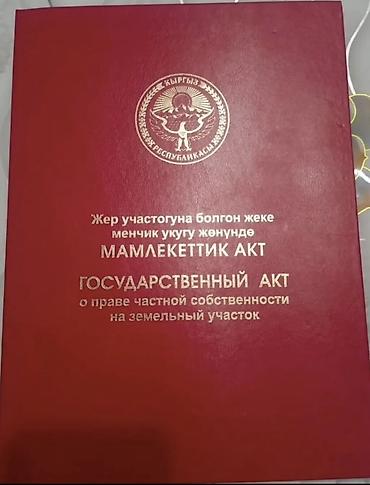 КЫРГЫЗ
РЕСПУБЛИКАСЫ
Жер участогуна болгон жеке
менчик укугу жөнүндө
МАМЛЕКЕТТИК АКТ
ГОСУДАРСТВЕННЫЙ АКТ
о праве частной собственности
на земельный участок